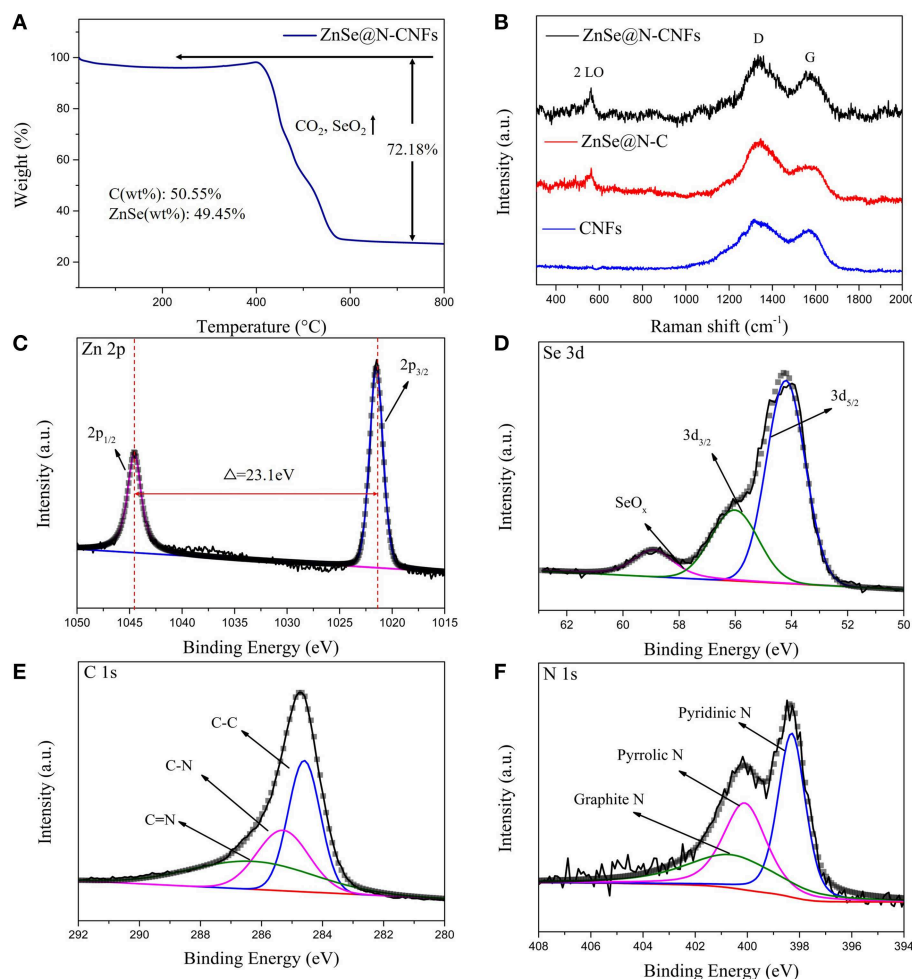 A
ZnSe@N-CNFs
100
80
60
40
20
CO₂, SeO₂
72.18%
C(wt%): 50.55%
ZnSe(wt%): 49.45%
Weight (%)
200 400 600 800
Temperature (°C)
B
ZnSe@N-CNFs
D
G
2 LO
ZnSe@N-C
CNFs
Intensity (a.u.)
400 600 800 1000 1200 1400 1600 1800 2000
Raman shift (cm⁻¹)
C
Zn 2p
2p₃/₂
2p₁/₂
△=23.1eV
Intensity (a.u.)
1050 1045 1040 1035 1030 1025 1020 1015
Binding Energy (eV)
D
Se 3d
3d₅/₂
3d₃/₂
SeOₓ
Intensity (a.u.)
62 60 58 56 54 52 50
Binding Energy (eV)
E
C 1s
C-C
C-N
C=N
Intensity (a.u.)
292 290 288 286 284 282 280
Binding Energy (eV)
F
N 1s
Pyridinic N
Pyrrolic N
Graphite N
Intensity (a.u.)
408 406 404 402 400 398 396 394
Binding Energy (eV)